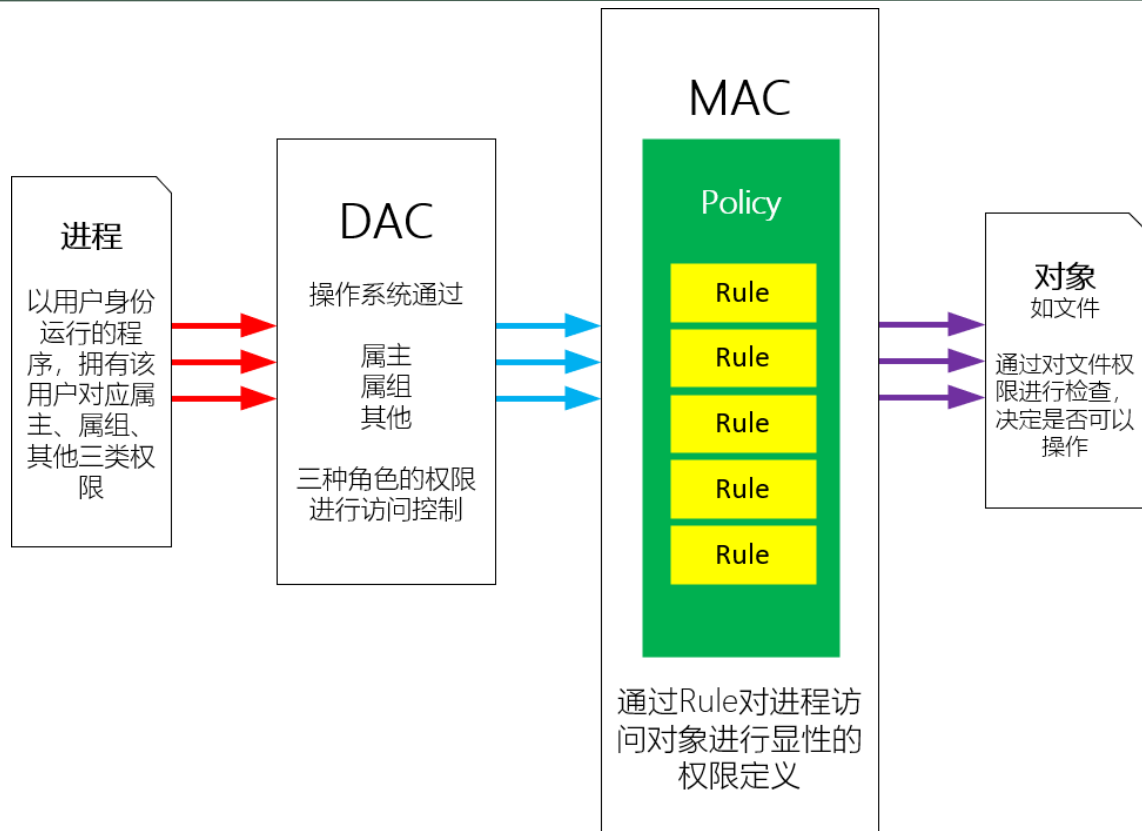 进程
以用户身份
运行的程
序，拥有该
用户对应属
主、属组、
其他三类权
限
DAC
操作系统通过
属主
属组
其他
三种角色的权限
进行访问控制
MAC
Policy
Rule
Rule
Rule
Rule
Rule
通过Rule对进程访
问对象进行显性的
权限定义
对象
如文件
通过对文件权
限进行检查，
决定是否可以
操作